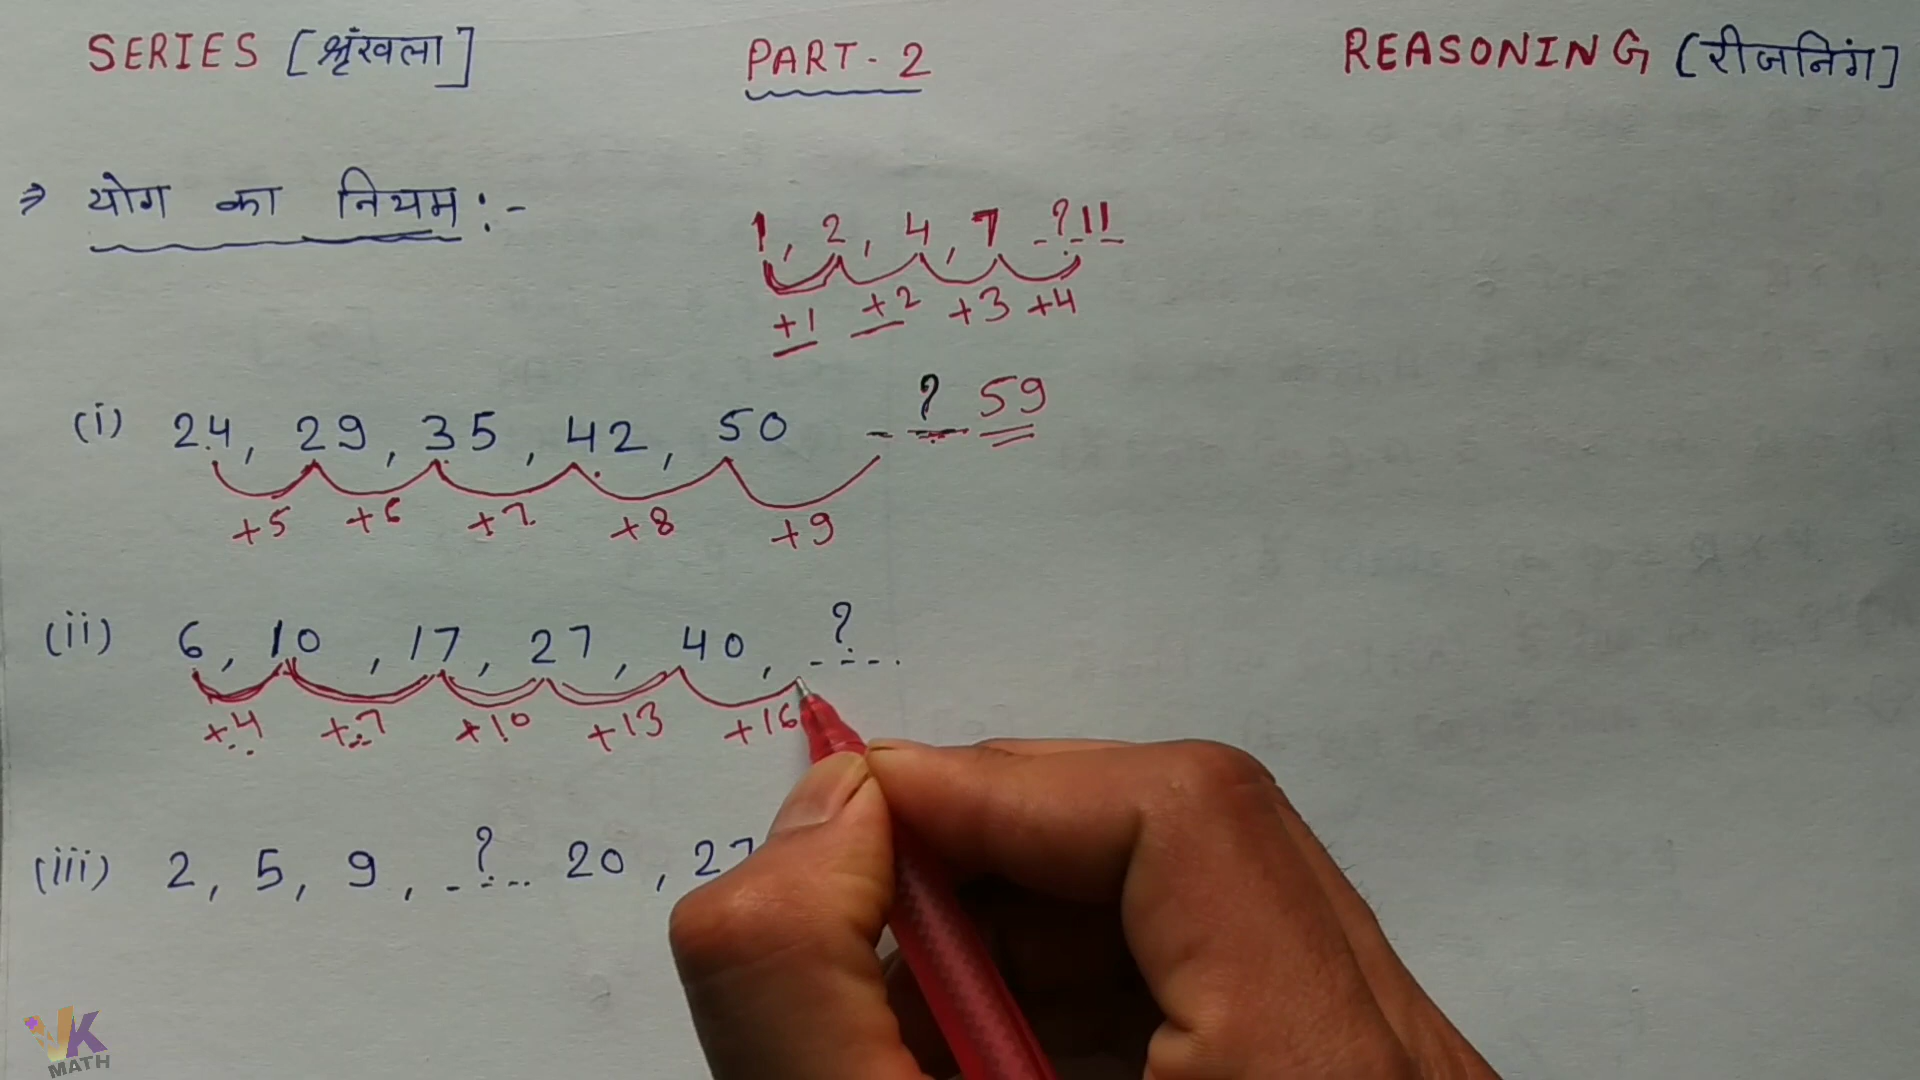 SERIES [श्रृंखला] PART-2 REASONING (रीजनिंग]
⇒ योग का नियम :-
1, 2, 4, 7 ? 11
+1 +2 +3 +4
(i) 24, 29, 35, 42, 50 ? 59
+5 +6 +7 +8 +9
(ii) 6, 10, 17, 27, 40, ?
+4 +7 +10 +13 +16
(iii) 2, 5, 9, ? 20, 27
VK
MATH